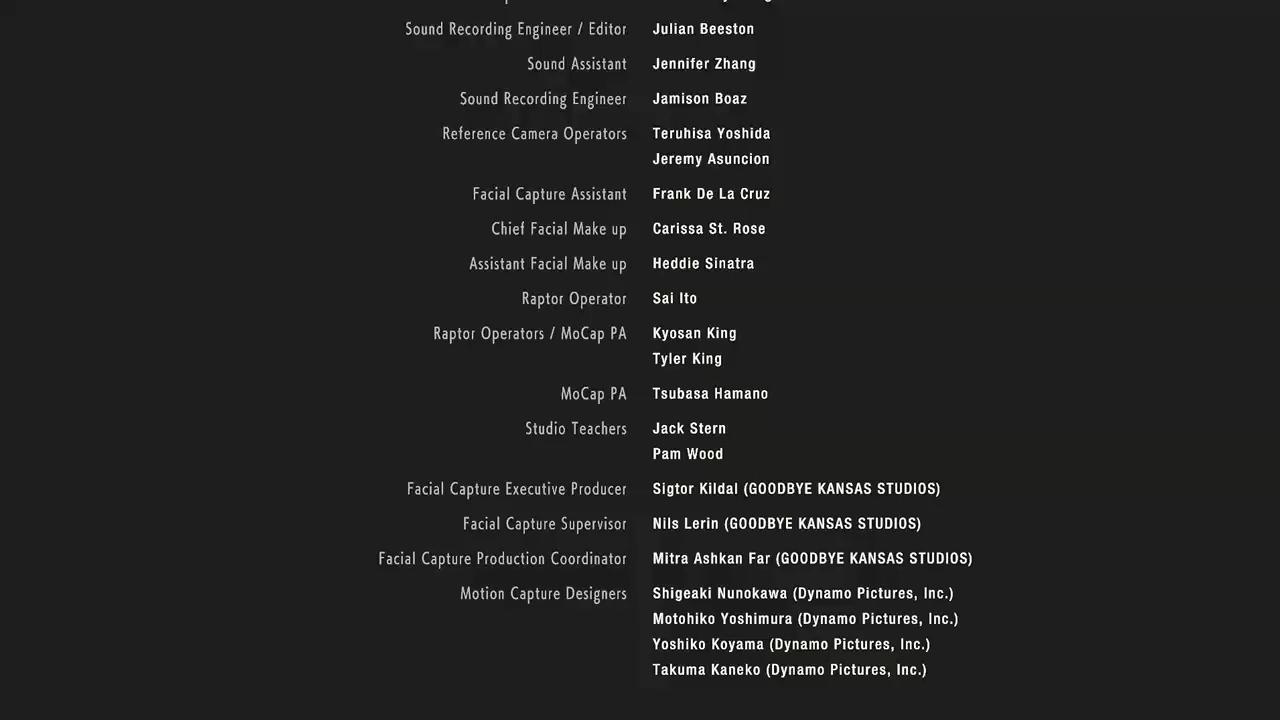 Sound Recording Engineer / Editor Julian Beeston
Sound Assistant Jennifer Zhang
Sound Recording Engineer Jamison Boaz
Reference Camera Operators Teruhisa Yoshida
Jeremy Asuncion
Facial Capture Assistant Frank De La Cruz
Chief Facial Make up Carissa St. Rose
Assistant Facial Make up Heddie Sinatra
Raptor Operator Sai Ito
Raptor Operators / MoCap PA Kyosan King
Tyler King
MoCap PA Tsubasa Hamano
Studio Teachers Jack Stern
Pam Wood
Facial Capture Executive Producer Sigtor Kildal (GOODBYE KANSAS STUDIOS)
Facial Capture Supervisor Nils Lerin (GOODBYE KANSAS STUDIOS)
Facial Capture Production Coordinator Mitra Ashkan Far (GOODBYE KANSAS STUDIOS)
Motion Capture Designers Shigeaki Nunokawa (Dynamo Pictures, Inc.)
Motohiko Yoshimura (Dynamo Pictures, Inc.)
Yoshiko Koyama (Dynamo Pictures, Inc.)
Takuma Kaneko (Dynamo Pictures, Inc.)